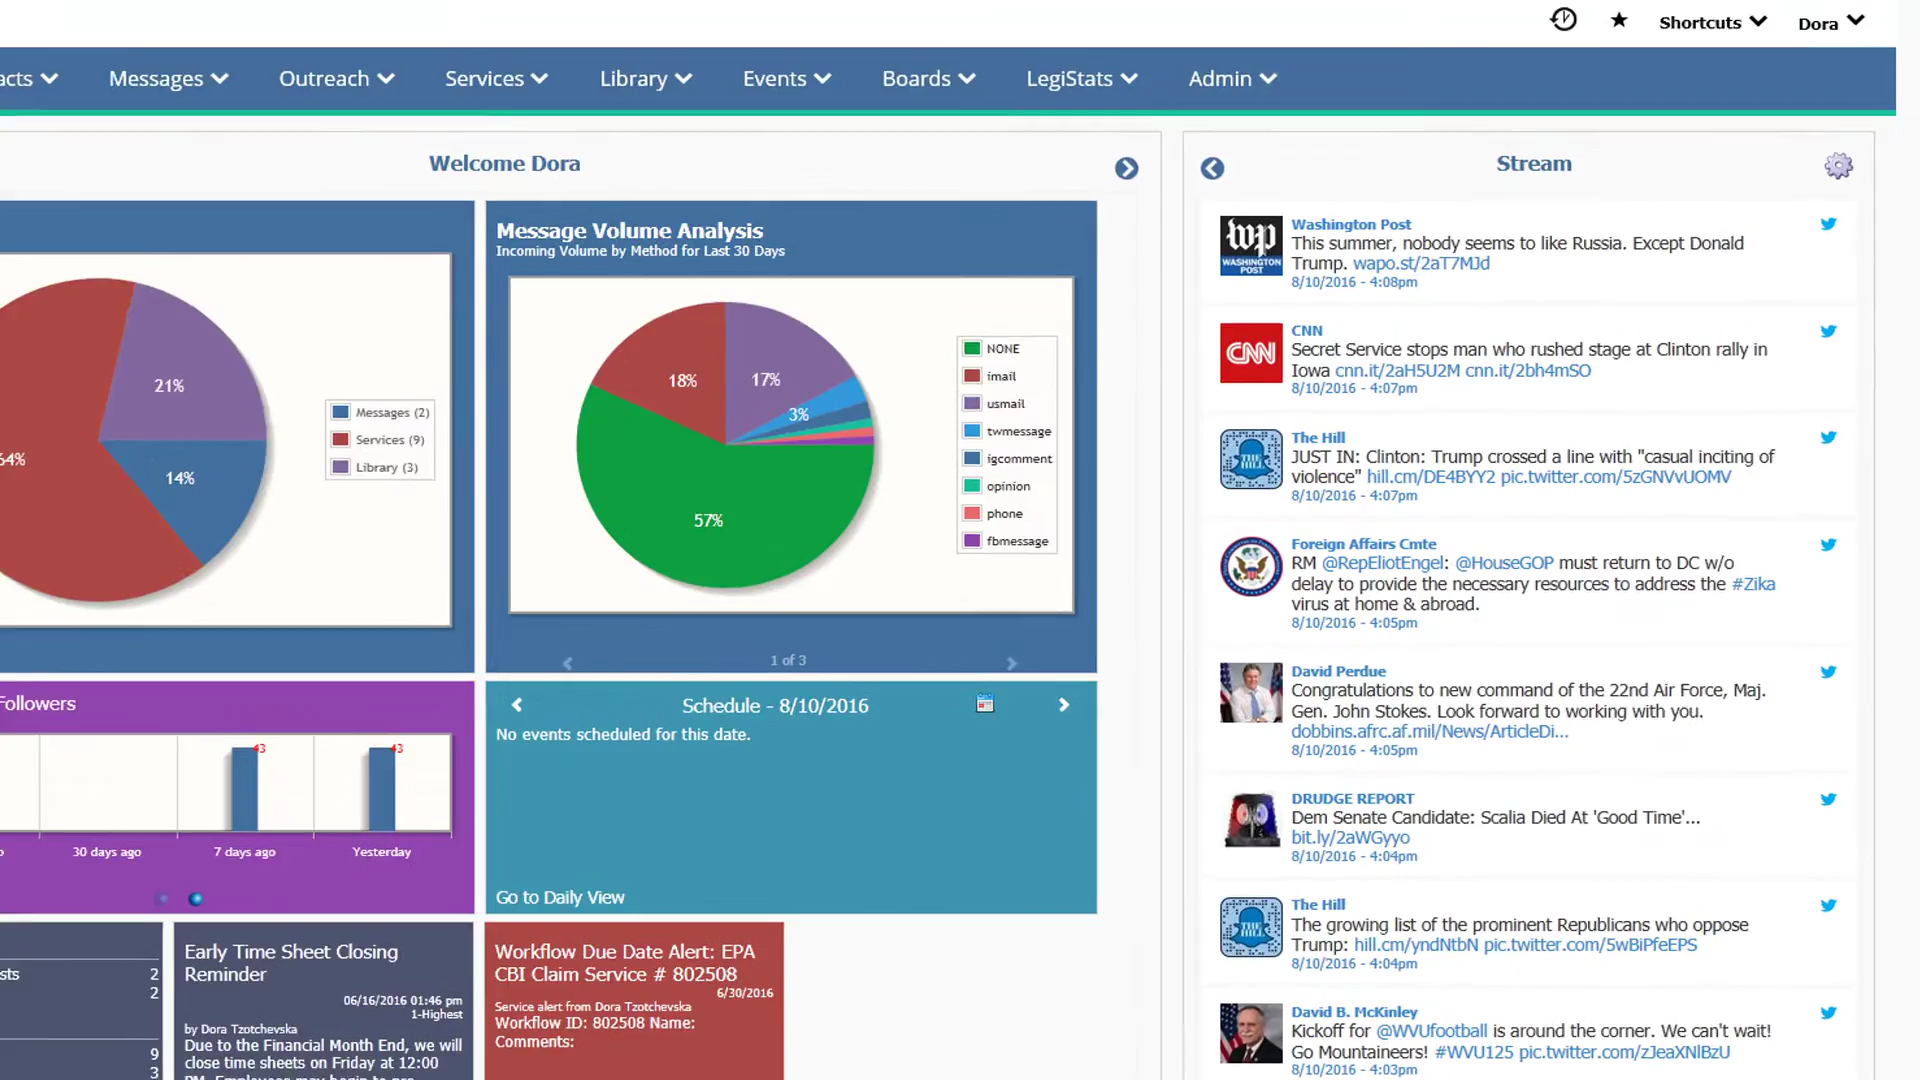 Shortcuts
Dora
acts
Messages
Outreach
Services
Library
Events
Boards
LegiStats
Admin
Welcome Dora
21%
64%
14%
Messages (2)
Services (9)
Library (3)
Message Volume Analysis
Incoming Volume by Method for Last 30 Days
18%
17%
3%
57%
NONE
imail
usmail
twmessage
igcomment
opinion
phone
fbmessage
1 of 3
Followers
43
43
30 days ago
7 days ago
Yesterday
Schedule - 8/10/2016
No events scheduled for this date.
Go to Daily View
sts
2
2
9
3
Early Time Sheet Closing
Reminder
06/16/2016 01:46 pm
1-Highest
by Dora Tzotchevska
Due to the Financial Month End, we will
close time sheets on Friday at 12:00
Workflow Due Date Alert: EPA
CBI Claim Service # 802508
6/30/2016
Service alert from Dora Tzotchevska
Workflow ID: 802508 Name:
Comments:
Stream
wp
WASHINGTON
POST
Washington Post
This summer, nobody seems to like Russia. Except Donald
Trump. wapo.st/2aT7MJd
8/10/2016 - 4:08pm
CNN
CNN
Secret Service stops man who rushed stage at Clinton rally in
Iowa cnn.it/2aH5U2M cnn.it/2bh4mSO
8/10/2016 - 4:07pm
THE
HILL
The Hill
JUST IN: Clinton: Trump crossed a line with "casual inciting of
violence" hill.cm/DE4BYY2 pic.twitter.com/5zGNVvUOMV
8/10/2016 - 4:07pm
Foreign Affairs Cmte
RM @RepEliotEngel: @HouseGOP must return to DC w/o
delay to provide the necessary resources to address the #Zika
virus at home & abroad.
8/10/2016 - 4:05pm
David Perdue
Congratulations to new command of the 22nd Air Force, Maj.
Gen. John Stokes. Look forward to working with you.
dobbins.afrc.af.mil/News/ArticleDi...
8/10/2016 - 4:05pm
DRUDGE REPORT
Dem Senate Candidate: Scalia Died At 'Good Time'...
bit.ly/2aWGyyo
8/10/2016 - 4:04pm
THE
HILL
The Hill
The growing list of the prominent Republicans who oppose
Trump: hill.cm/yndNtbN pic.twitter.com/5wBiPfeEPS
8/10/2016 - 4:04pm
David B. McKinley
Kickoff for @WVUfootball is around the corner. We can't wait!
Go Mountaineers! #WVU125 pic.twitter.com/zJeaXNlBzU
8/10/2016 - 4:03pm